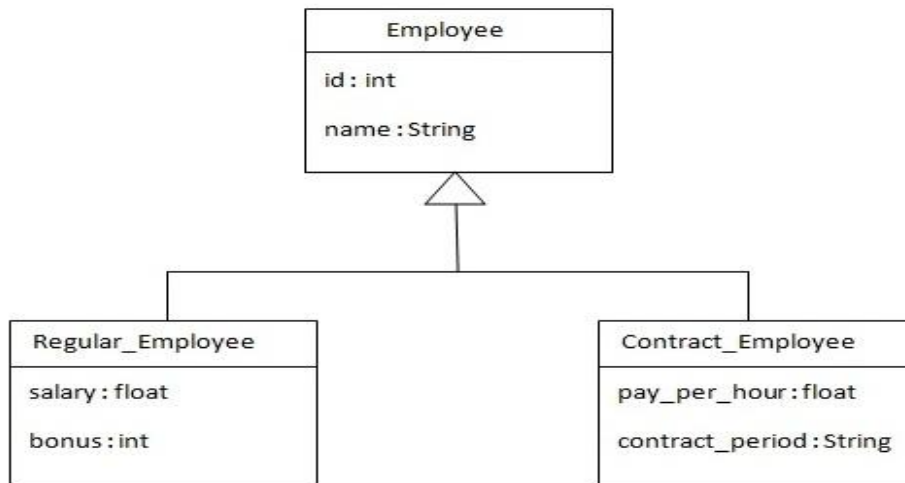 Employee
id : int
name : String
Regular_Employee
salary : float
bonus : int
Contract_Employee
pay_per_hour : float
contract_period : String